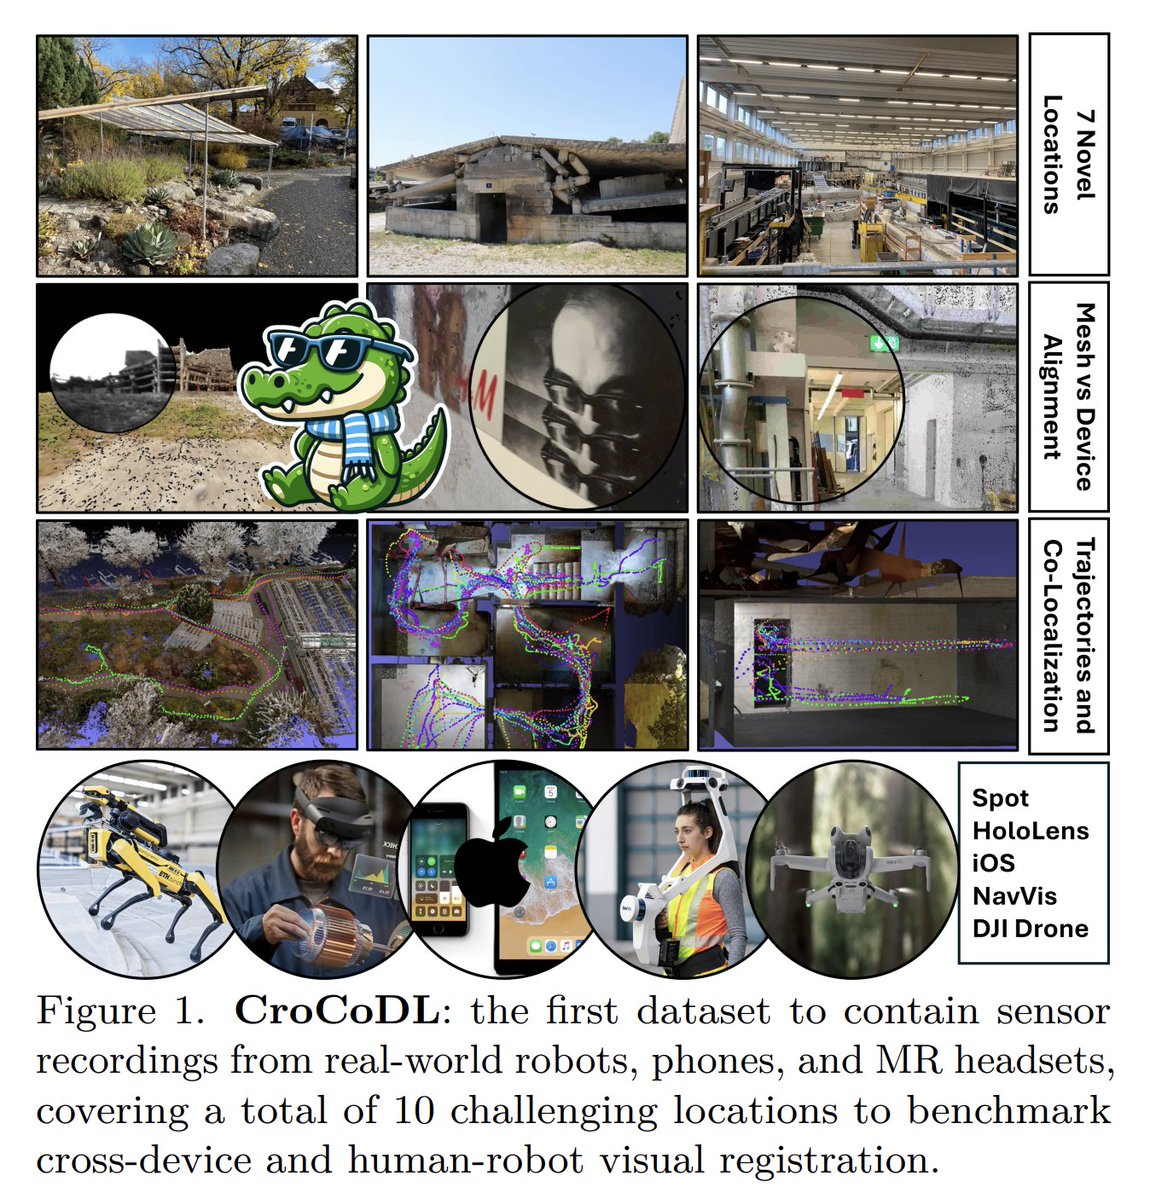 7 Novel
Locations
Mesh vs Device
Alignment
M
Trajectories and
Co-Localization
ETH zürich
Spot
HoloLens
iOS
NavVis
DJI Drone
Figure 1. CroCoDL: the first dataset to contain sensor
recordings from real-world robots, phones, and MR headsets,
covering a total of 10 challenging locations to benchmark
cross-device and human-robot visual registration.